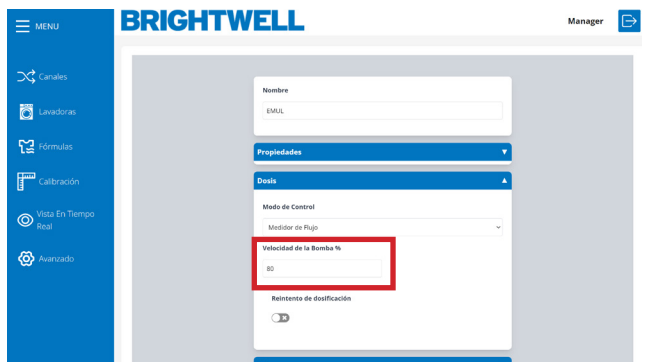 MENU
BRIGHTWELL
Manager
Canales
Lavadoras
Fórmulas
Calibración
Vista En Tiempo
Real
Avanzado
Nombre
EMUL
Propiedades
Dosis
Modo de Control
Medidor de Flujo
Velocidad de la Bomba %
80
Reintento de dosificación